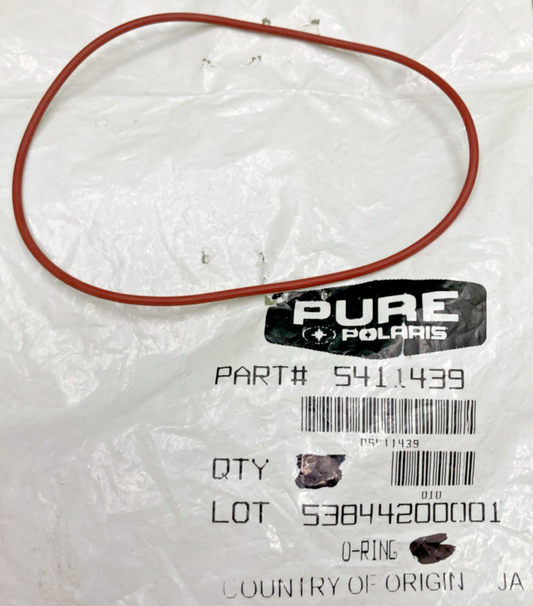 PURE
POLARIS
PART# 5411439
05411439
QTY
010
LOT 53844200001
O-RING
COUNTRY OF ORIGIN JA